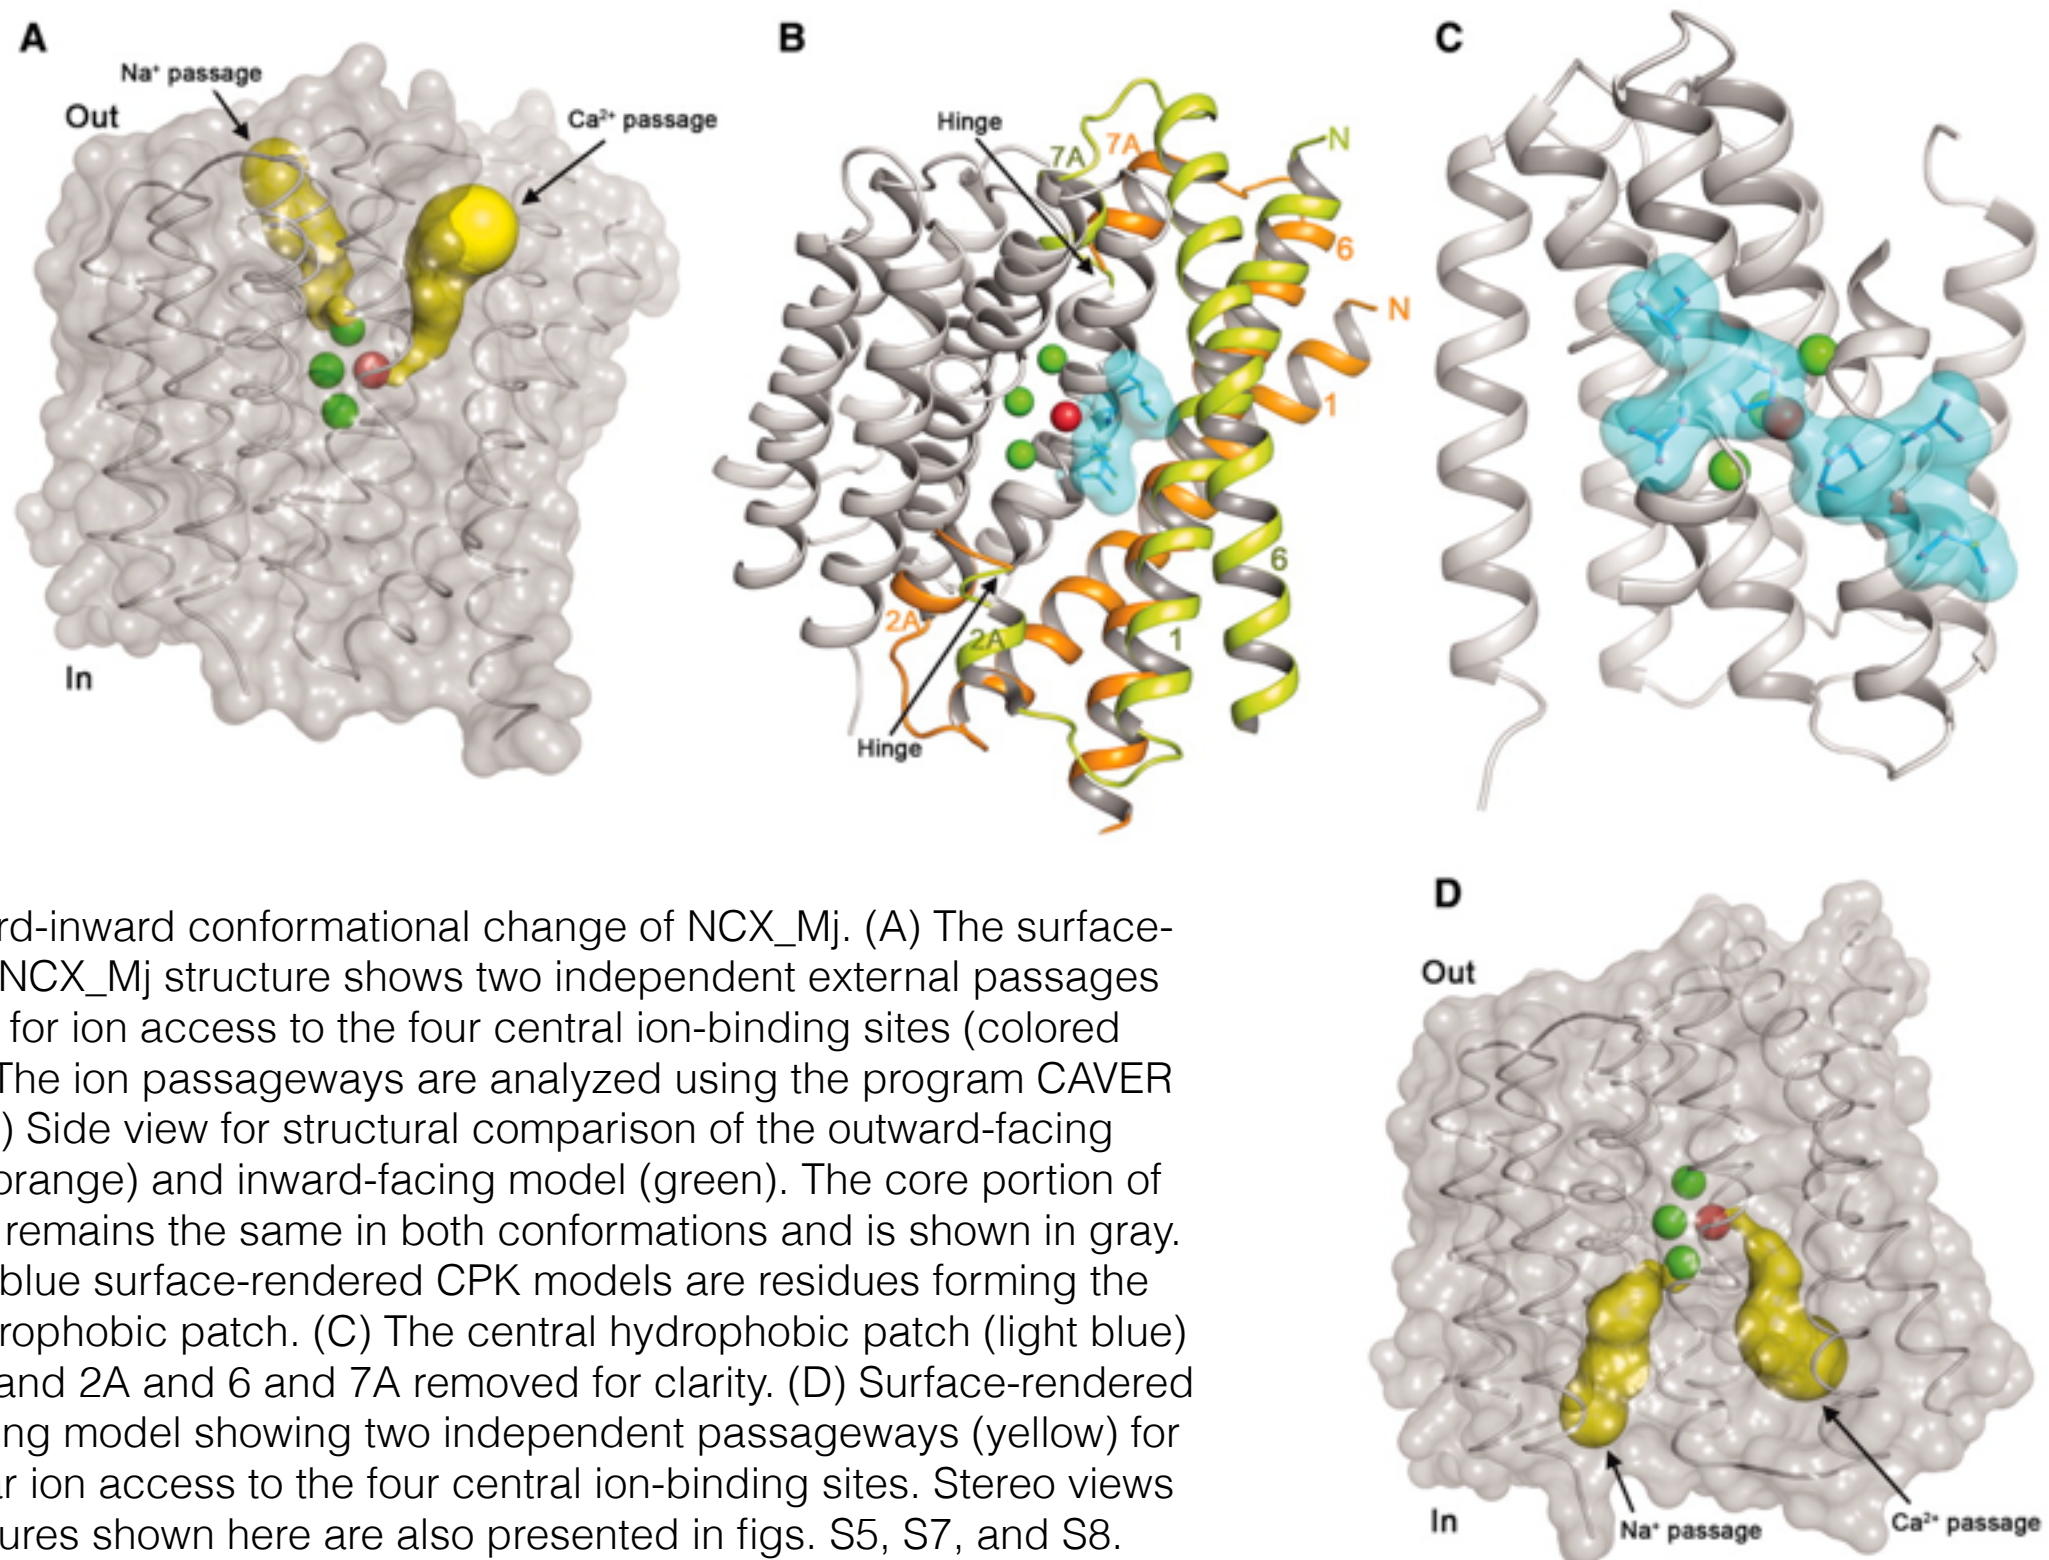 A
Na⁺ passage
Out
Ca²⁺ passage
In
B
Hinge
7A
7A
N
6
N
1
2A
2A
1
6
Hinge
C
D
Out
In
Na⁺ passage
Ca²⁺ passage
rd-inward conformational change of NCX_Mj. (A) The surface-
NCX_Mj structure shows two independent external passages
for ion access to the four central ion-binding sites (colored
The ion passageways are analyzed using the program CAVER
) Side view for structural comparison of the outward-facing
orange) and inward-facing model (green). The core portion of
remains the same in both conformations and is shown in gray.
blue surface-rendered CPK models are residues forming the
rophobic patch. (C) The central hydrophobic patch (light blue)
and 2A and 6 and 7A removed for clarity. (D) Surface-rendered
ng model showing two independent passageways (yellow) for
r ion access to the four central ion-binding sites. Stereo views
ures shown here are also presented in figs. S5, S7, and S8.